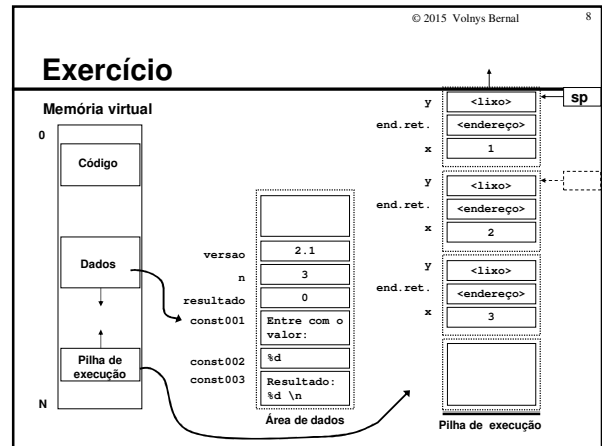 © 2015 Volnys Bernal 8
Exercício
Memória virtual
0
Código
Dados
Pilha de
execução
N
versao 2.1
n 3
resultado 0
const001 Entre com o
valor:
const002 %d
const003 Resultado:
%d \n
Área de dados
y <lixo> sp
end.ret. <endereço>
x 1
y <lixo>
end.ret. <endereço>
x 2
y <lixo>
end.ret. <endereço>
x 3
Pilha de execução